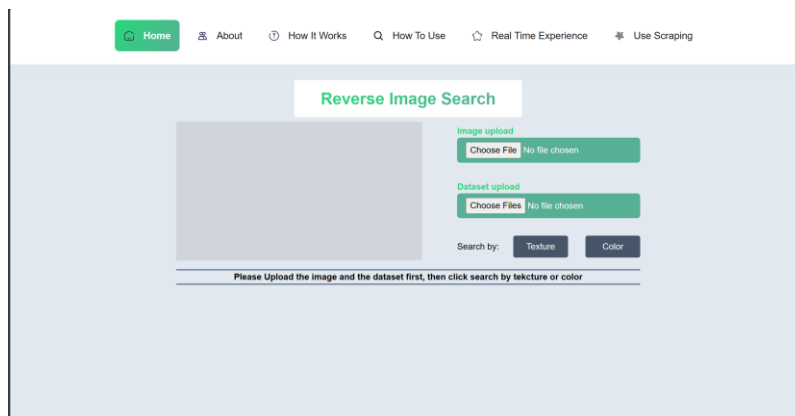 Home About How It Works How To Use Real Time Experience Use Scraping
Reverse Image Search
Image upload
Choose File No file chosen
Dataset upload
Choose Files No file chosen
Search by: Texture Color
Please Upload the image and the dataset first, then click search by tekcture or color